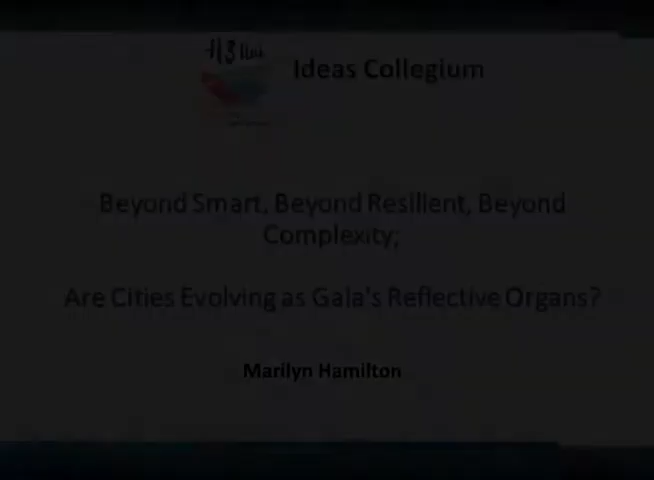 Ideas Collegium
Beyond Smart, Beyond Resilient, Beyond
Complexity;
Are Cities Evolving as Gaia's Reflective Organs?
Marilyn Hamilton